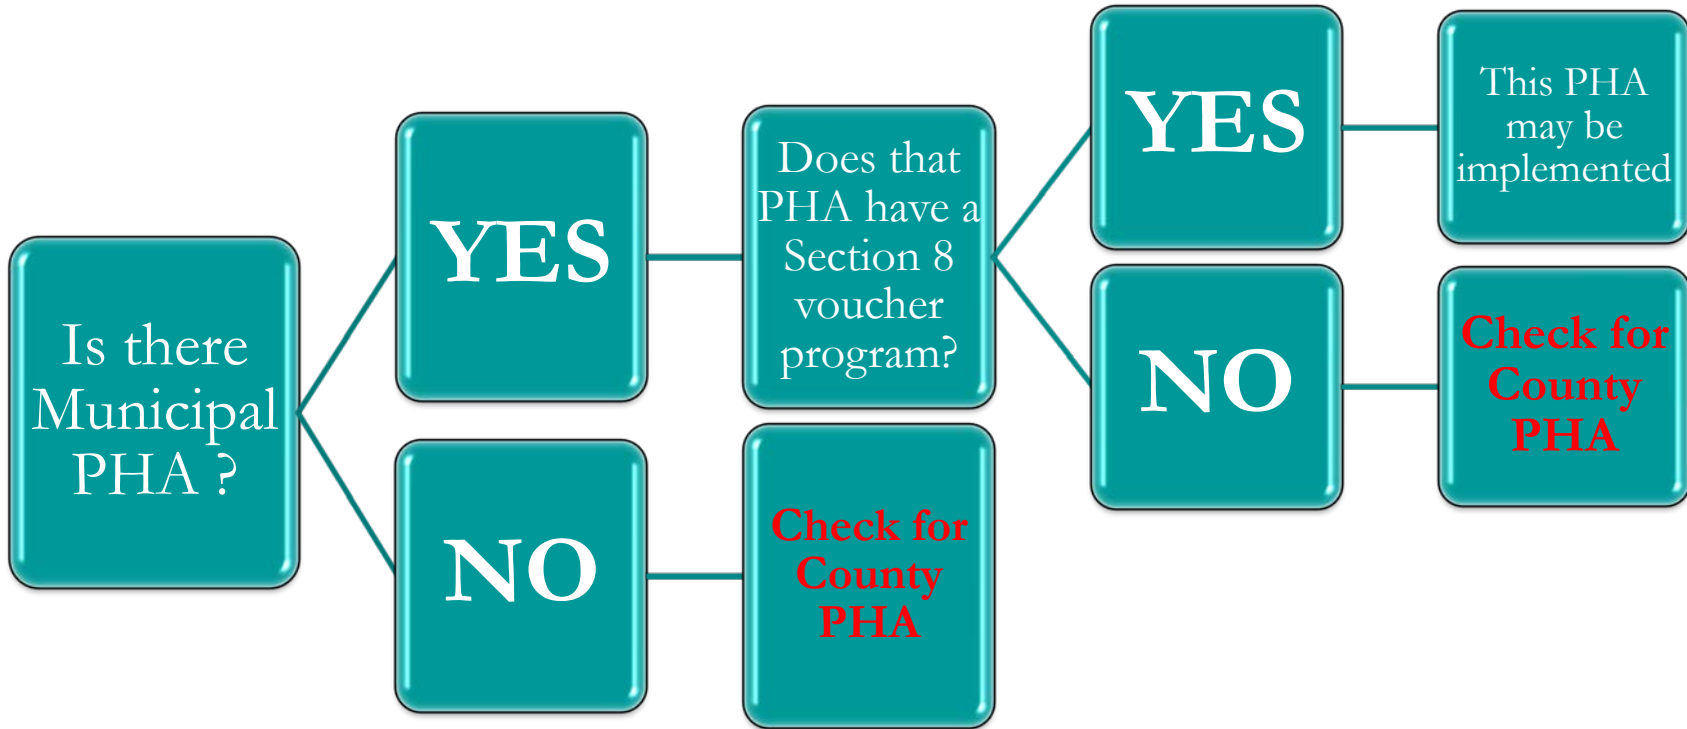 Is there
Municipal
PHA ?
YES
NO
Does that
PHA have a
Section 8
voucher
program?
Check for
County
PHA
YES
NO
This PHA
may be
implemented
Check for
County
PHA